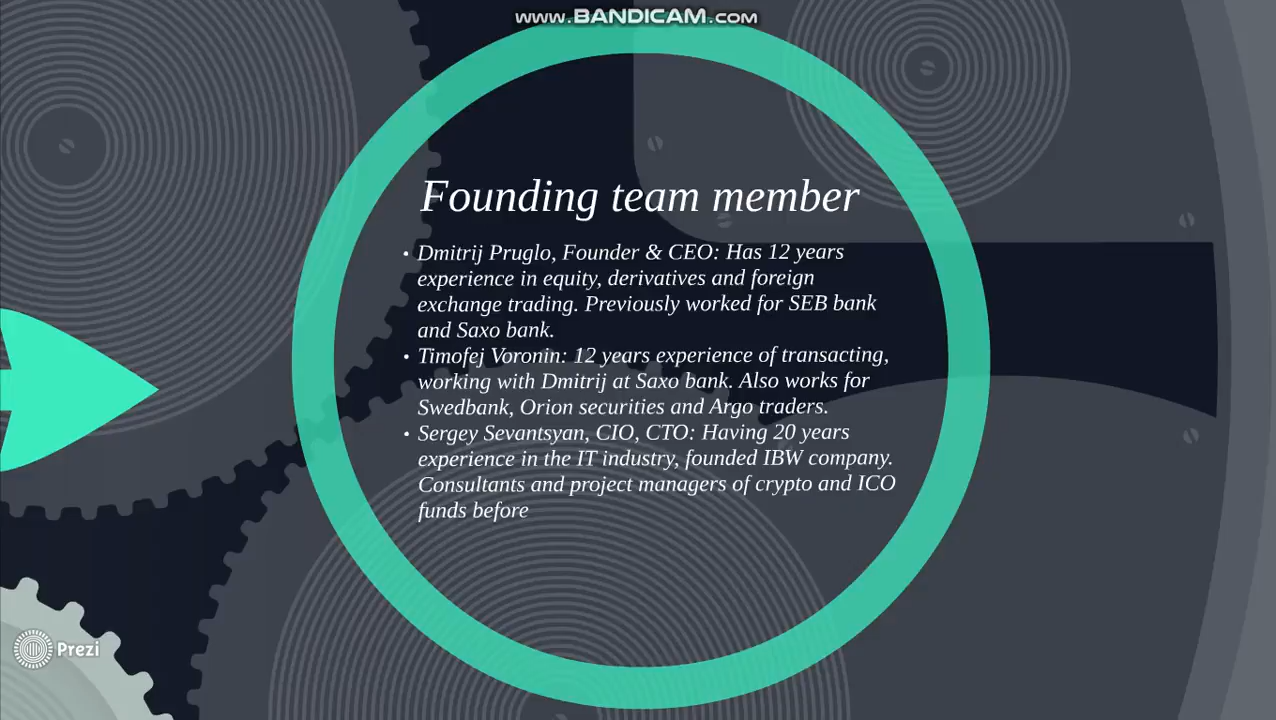 www.BANDICAM.com
Founding team member
• Dmitrij Pruglo, Founder & CEO: Has 12 years
experience in equity, derivatives and foreign
exchange trading. Previously worked for SEB bank
and Saxo bank.
• Timofej Voronin: 12 years experience of transacting,
working with Dmitrij at Saxo bank. Also works for
Swedbank, Orion securities and Argo traders.
• Sergey Sevantsyan, CIO, CTO: Having 20 years
experience in the IT industry, founded IBW company.
Consultants and project managers of crypto and ICO
funds before
Prezi